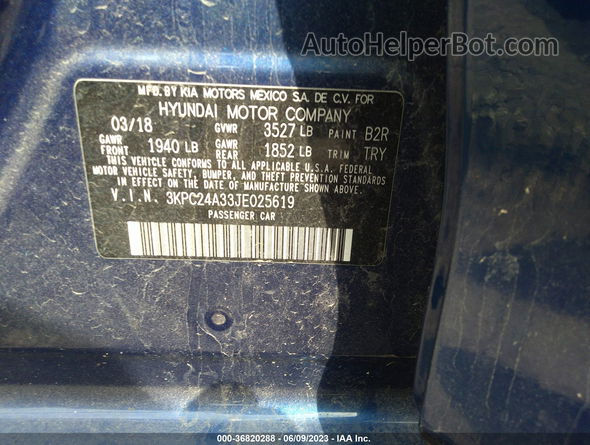 AutoHelperBot.com
MFD. BY KIA MOTORS MEXICO S.A. DE C.V. FOR
HYUNDAI MOTOR COMPANY
03/18 GVWR 3527 LB PAINT B2R
GAWR FRONT 1940 LB GAWR REAR 1852 LB TRIM TRY
THIS VEHICLE CONFORMS TO ALL APPLICABLE U.S.A. FEDERAL
MOTOR VEHICLE SAFETY, BUMPER, AND THEFT PREVENTION STANDARDS
IN EFFECT ON THE DATE OF MANUFACTURE SHOWN ABOVE.
V.I.N. 3KPC24A33JE025619
PASSENGER CAR
000-36820288 - 06/09/2023 - IAA Inc.